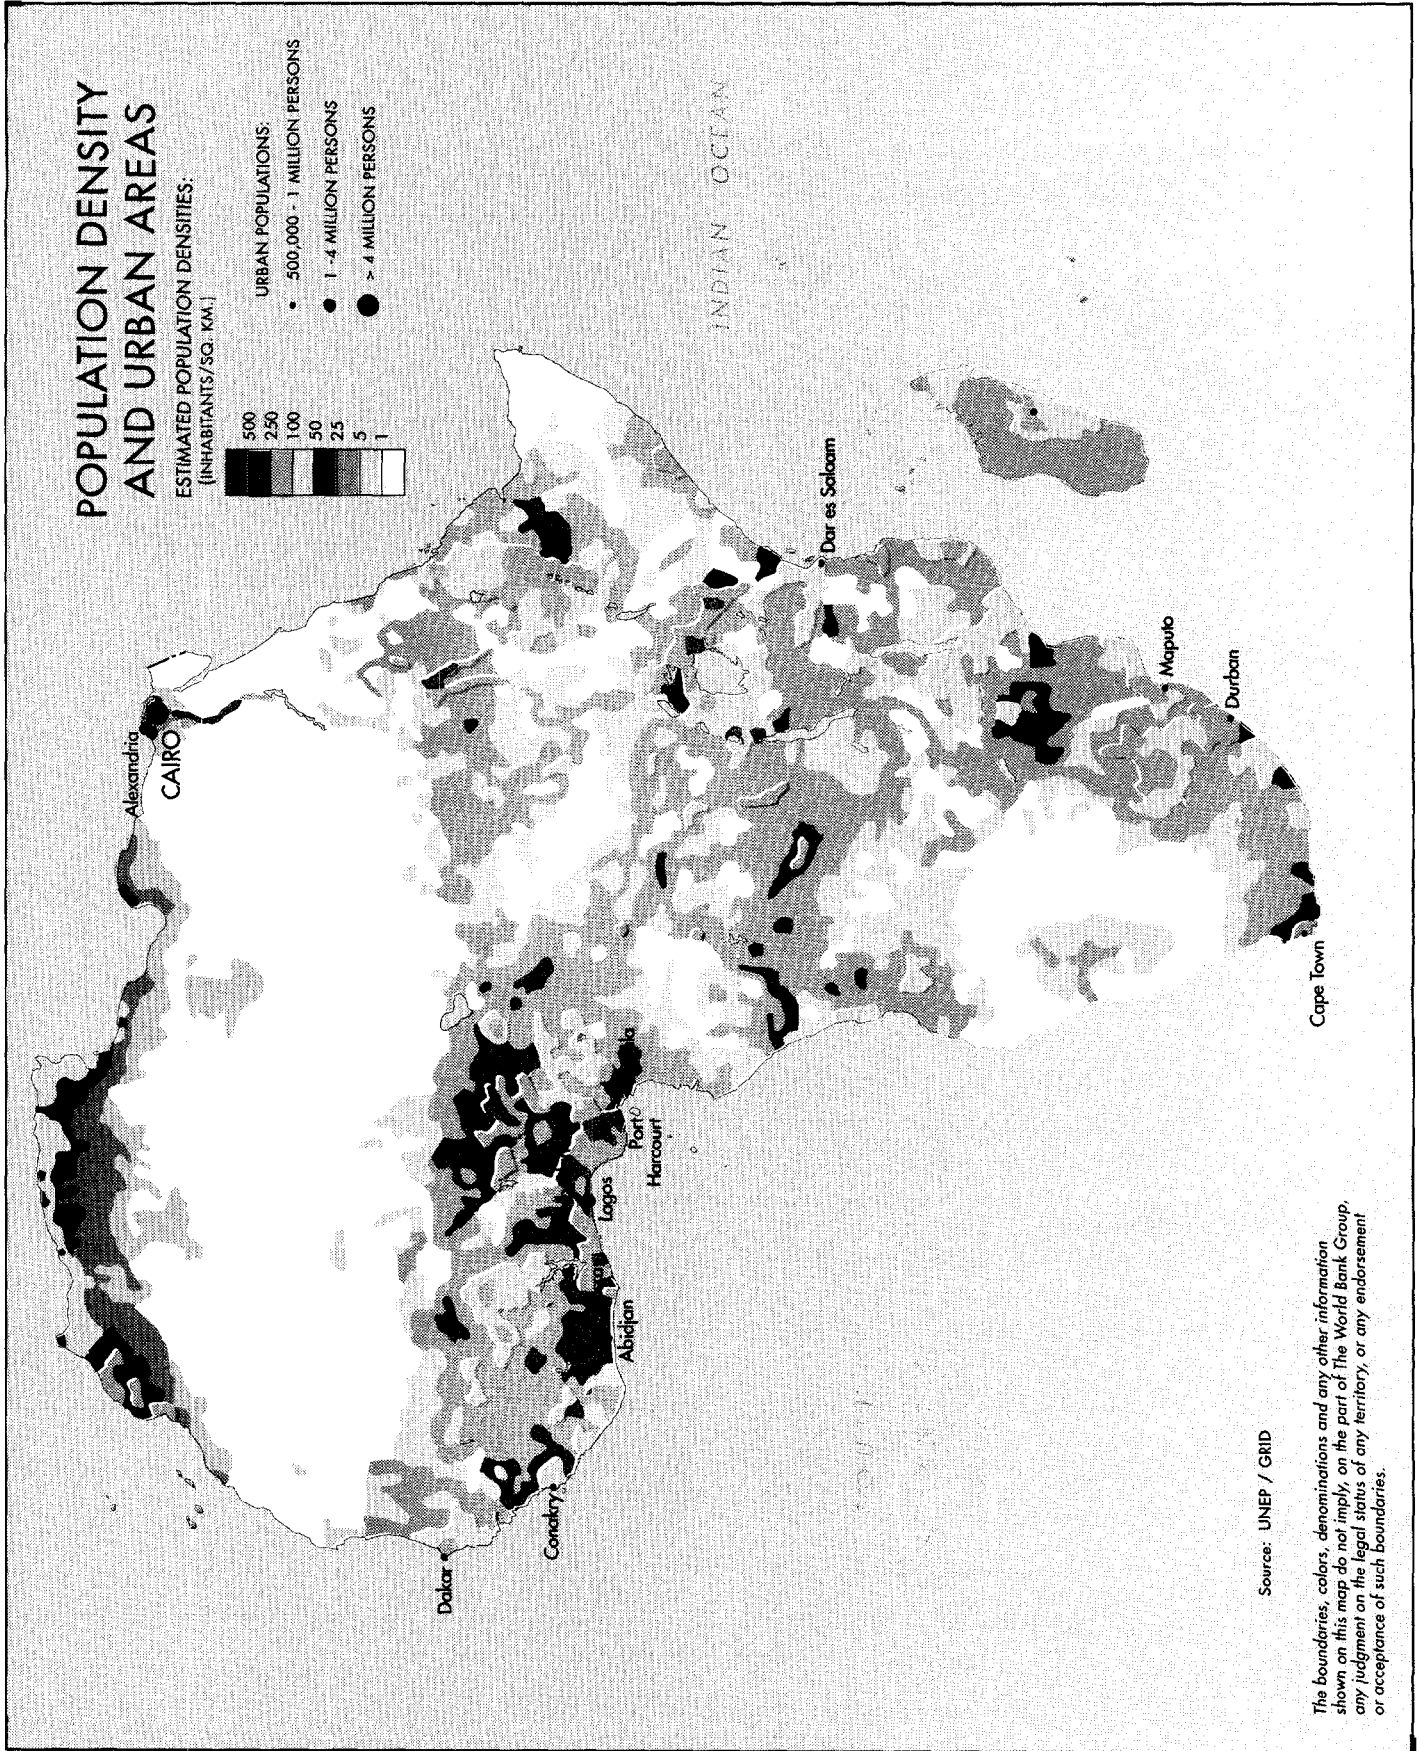 POPULATION DENSITY
AND URBAN AREAS
ESTIMATED POPULATION DENSITIES:
(INHABITANTS/SQ. KM.)
500
250
100
50
25
5
1
URBAN POPULATIONS:
500,000 - 1 MILLION PERSONS
1 -4 MILLION PERSONS
> 4 MILLION PERSONS
Alexandria
CAIRO
INDIAN OCEAN
Dakar
Conakry
Abidjan
Lagos
Port
Harcourt
Dar es Salaam
Maputo
Durban
Cape Town
Source: UNEP / GRID
The boundaries, colors, denominations and any other information
shown on this map do not imply, on the part of The World Bank Group,
any judgment on the legal status of any territory, or any endorsement
or acceptance of such boundaries.